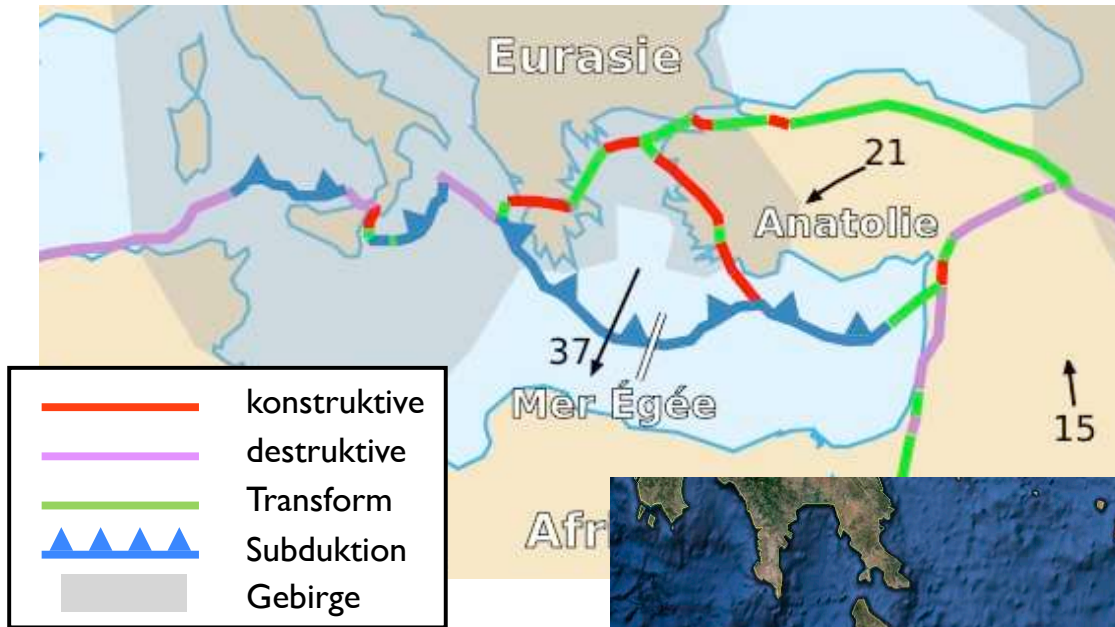 Eurasie
21
Anatolie
37
Mer Égée
15
konstruktive
destruktive
Transform
Subduktion
Gebirge